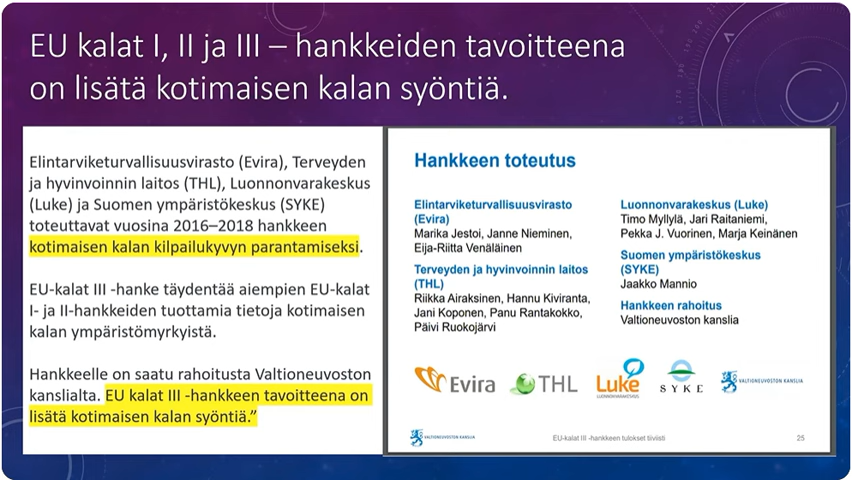 EU kalat I, II ja III – hankkeiden tavoitteena
on lisätä kotimaisen kalan syöntiä.
Elintarviketurvallisuusvirasto (Evira), Terveyden
ja hyvinvoinnin laitos (THL), Luonnonvarakeskus
(Luke) ja Suomen ympäristökeskus (SYKE)
toteuttavat vuosina 2016–2018 hankkeen
kotimaisen kalan kilpailukyvyn parantamiseksi.
EU-kalat III -hanke täydentää aiempien EU-kalat
I- ja II-hankkeiden tuottamia tietoja kotimaisen
kalan ympäristömyrkyistä.
Hankkeelle on saatu rahoitusta Valtioneuvoston
kanslialta. EU kalat III -hankkeen tavoitteena on
lisätä kotimaisen kalan syöntiä.”
Hankkeen toteutus
Elintarviketurvallisuusvirasto
(Evira)
Marika Jestoi, Janne Nieminen,
Eija-Riitta Venäläinen
Terveyden ja hyvinvoinnin laitos
(THL)
Riikka Airaksinen, Hannu Kiviranta,
Jani Koponen, Panu Rantakokko,
Päivi Ruokojärvi
Luonnonvarakeskus (Luke)
Timo Myllylä, Jari Raitaniemi,
Pekka J. Vuorinen, Marja Keinänen
Suomen ympäristökeskus
(SYKE)
Jaakko Mannio
Hankkeen rahoitus
Valtioneuvoston kanslia
Evira
THL
Luke
LUONNONVARAKESKUS
SYKE
VALTIONEUVOSTON KANSLIA
VALTIONEUVOSTON KANSLIA
EU-kalat III -hankkeen tulokset tiiviisti
25